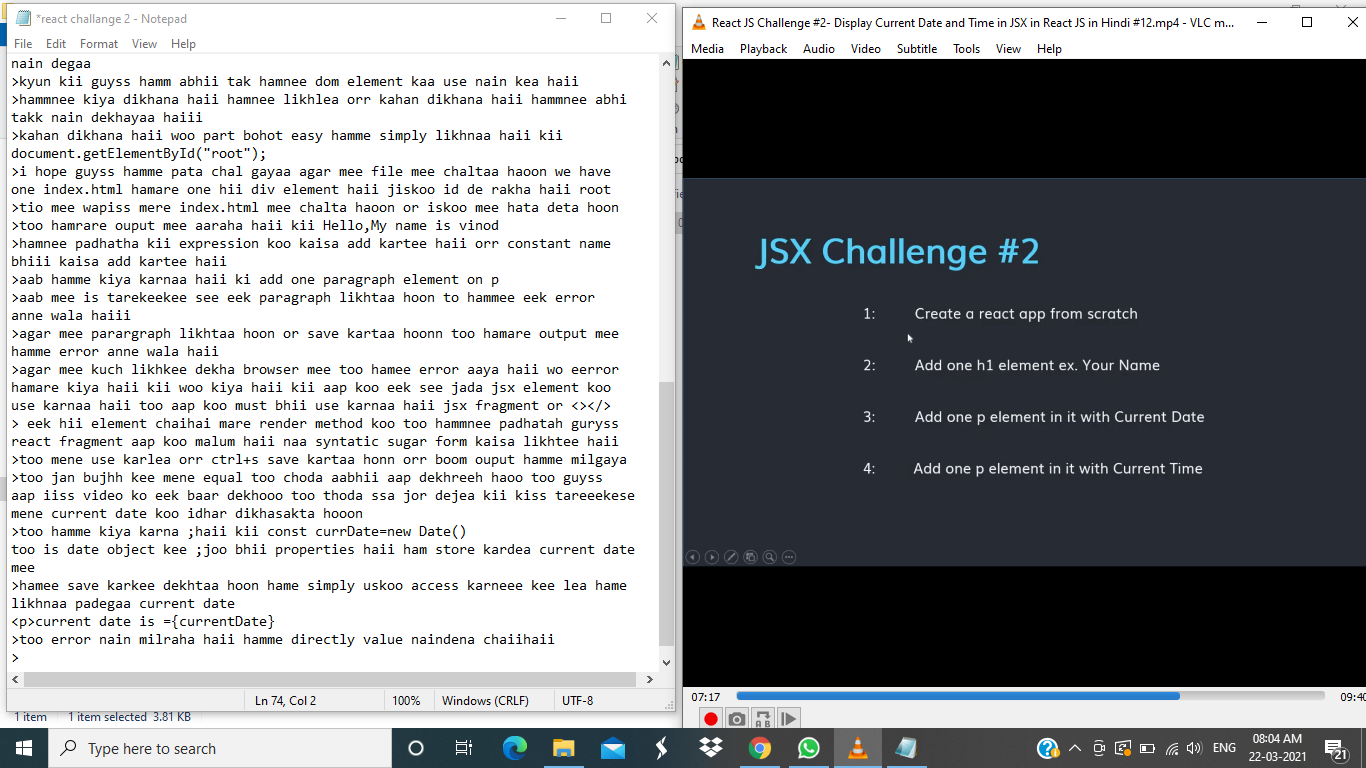 *react challange 2 - Notepad
File Edit Format View Help
nain degaa
>kyun kii guyss hamm abhii tak hamnee dom element kaa use nain kea haii
>hammnee kiya dikhana haii hamnee likhlea orr kahan dikhana haii hammnee abhi
takk nain dekhayaa haiii
>kahan dikhana haii woo part bohot easy hamme simply likhnaa haii kii
document.getElementById("root");
>i hope guyss hamme pata chal gayaa agar mee file mee chaltaa haoon we have
one index.html hamare one hii div element haii jiskoo id de rakha haii root
>tio mee wapiss mere index.html mee chalta haoon or iskoo mee hata deta hoon
>too hamrare ouput mee aaraha haii kii Hello,My name is vinod
>hamnee padhatha kii expression koo kaisa add kartee haii orr constant name
bhiii kaisa add kartee haii
>aab hamme kiya karnaa haii ki add one paragraph element on p
>aab mee is tarekeekee see eek paragraph likhtaa hoon to hammee eek error
anne wala haiii
>agar mee parargraph likhtaa hoon or save kartaa hoonn too hamare output mee
hamme error anne wala haii
>agar mee kuch likhkee dekha browser mee too hamee error aaya haii wo eerror
hamare kiya haii kii woo kiya haii kii aap koo eek see jada jsx element koo
use karnaa haii too aap koo must bhii use karnaa haii jsx fragment or <></>
> eek hii element chaihai mare render method koo too hammnee padhatah guryss
react fragment aap koo malum haii naa syntatic sugar form kaisa likhtee haii
>too mene use karlea orr ctrl+s save kartaa honn orr boom ouput hamme milgaya
>too jan bujhh kee mene equal too choda aabhii aap dekhreeh haoo too guyss
aap iiss video ko eek baar dekhooo too thoda ssa jor dejea kii kiss tareeekese
mene current date koo idhar dikhasakta hooon
>too hamme kiya karna ;haii kii const currDate=new Date()
too is date object kee ;joo bhii properties haii ham store kardea current date
mee
>hamee save karkee dekhtaa hoon hame simply uskoo access karneee kee lea hame
likhnaa padegaa current date
<p>current date is ={currentDate}
>too error nain milraha haii hamme directly value naindena chaiihaii
>
Ln 74, Col 2 100% Windows (CRLF) UTF-8
1 item 1 item selected 3.81 KB
React JS Challenge #2- Display Current Date and Time in JSX in React JS in Hindi #12.mp4 - VLC m...
Media Playback Audio Video Subtitle Tools View Help
JSX Challenge #2
1: Create a react app from scratch
2: Add one h1 element ex. Your Name
3: Add one p element in it with Current Date
4: Add one p element in it with Current Time
07:17 09:40
Type here to search
ENG
08:04 AM
22-03-2021
21